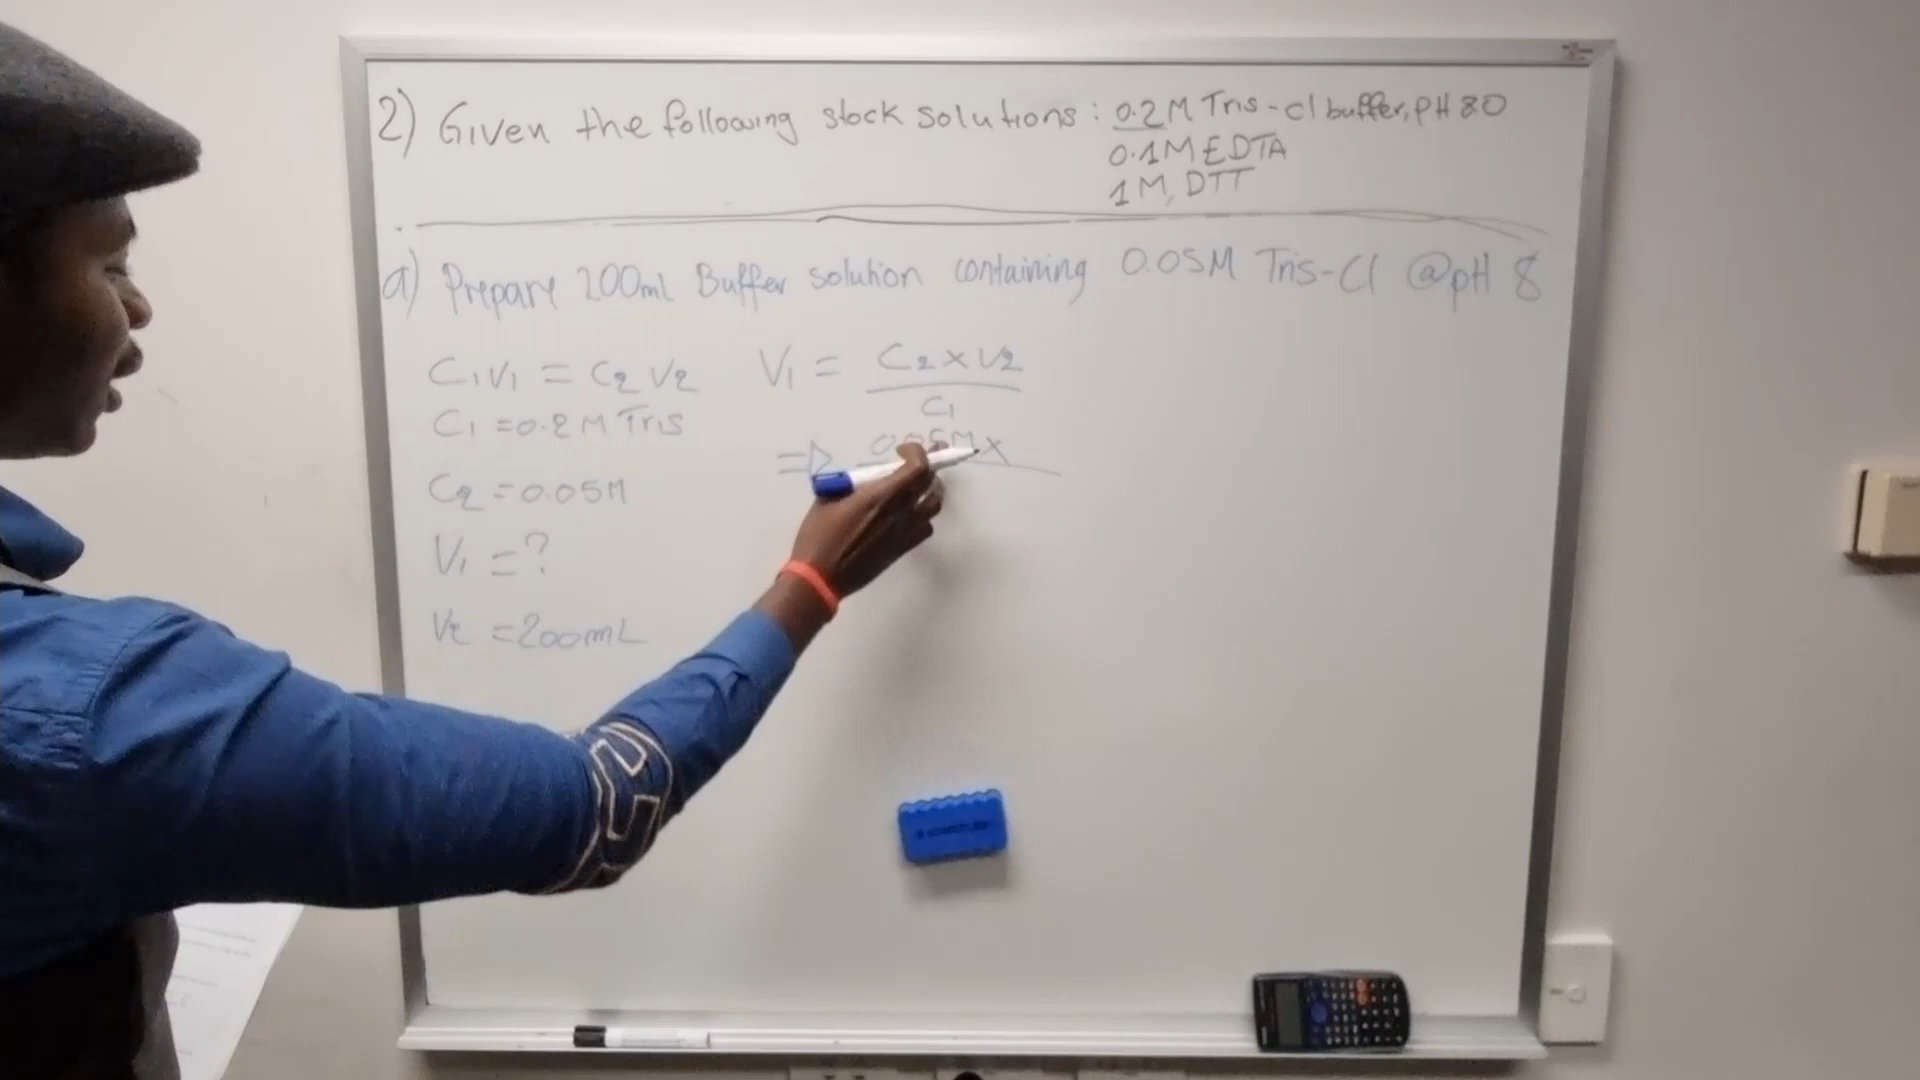 2) Given the following stock solutions : 0.2M Tris-Cl buffer, pH 8.0
0.1M EDTA
1M, DTT
a) Prepare 200mL Buffer solution containing 0.05M Tris-Cl @pH 8
C1V1 = C2V2
V1 = C2 x V2
C1
C1 = 0.2M Tris
=> 0.05M x
C2 = 0.05M
V1 = ?
V2 = 200mL